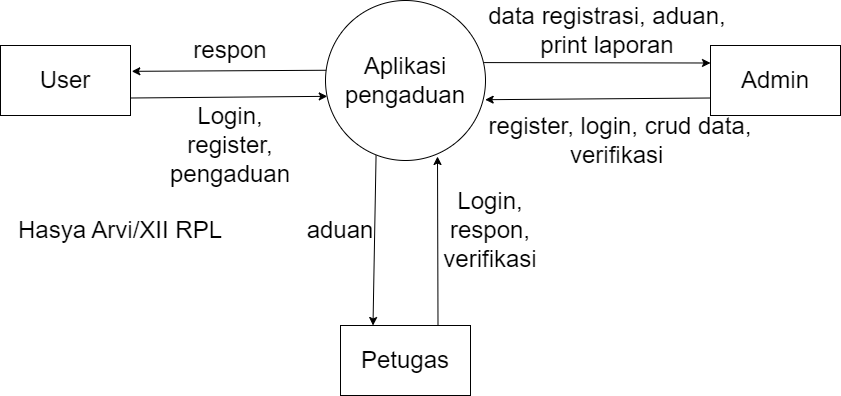 data registrasi, aduan,
print laporan
respon
User
Aplikasi
pengaduan
Admin
Login,
register,
pengaduan
register, login, crud data,
verifikasi
Hasya Arvi/XII RPL
aduan
Login,
respon,
verifikasi
Petugas